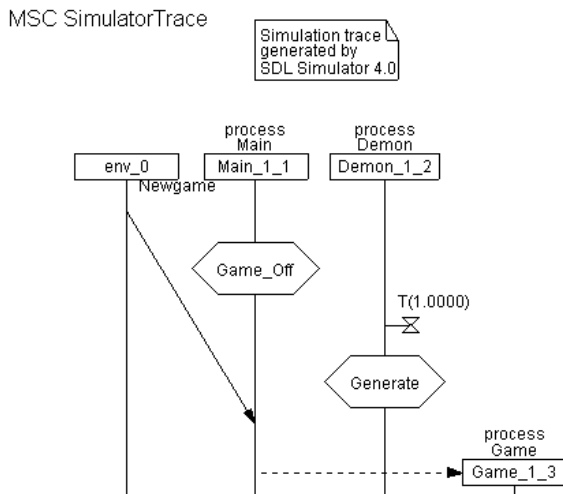 MSC SimulatorTrace
Simulation trace
generated by
SDL Simulator 4.0
process
Main
process
Demon
env_0
Main_1_1
Demon_1_2
Newgame
Game_Off
T(1.0000)
Generate
process
Game
Game_1_3